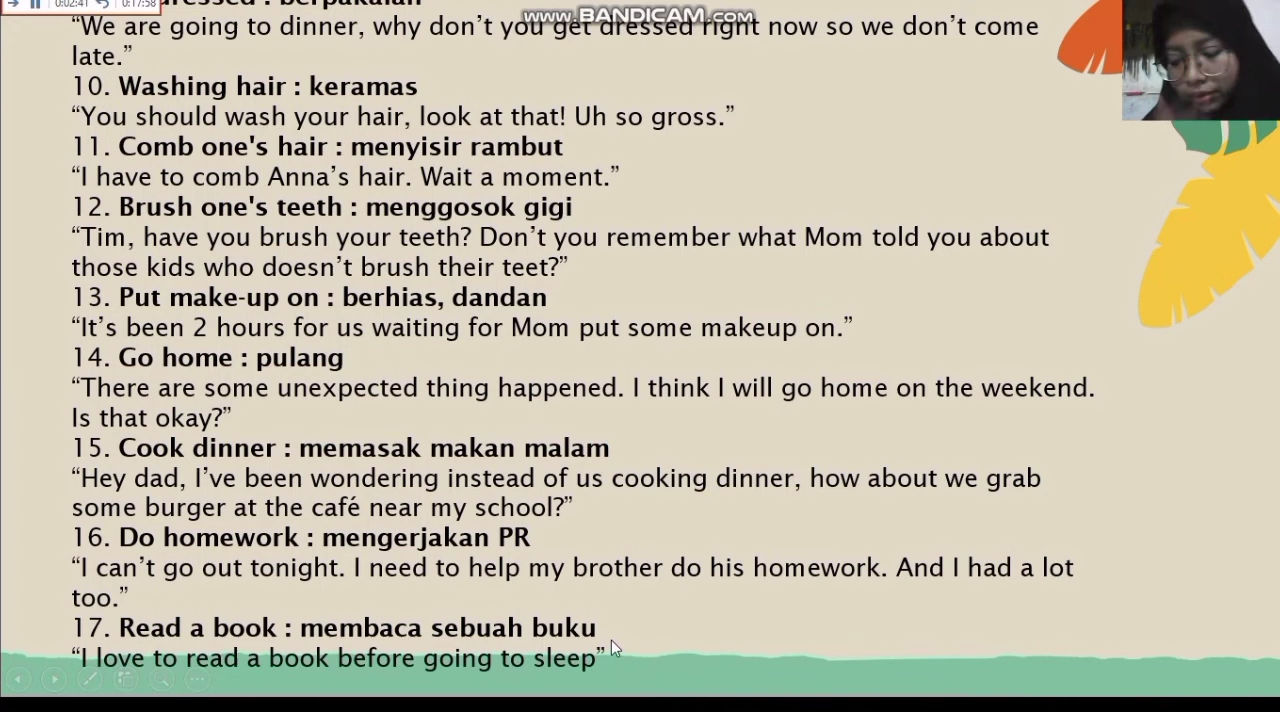 0:02:41 0:17:58
dressed : berpakaian
www.BANDICAM.com
“We are going to dinner, why don’t you get dressed right now so we don’t come
late.”
10. Washing hair : keramas
“You should wash your hair, look at that! Uh so gross.”
11. Comb one's hair : menyisir rambut
“I have to comb Anna’s hair. Wait a moment.”
12. Brush one's teeth : menggosok gigi
“Tim, have you brush your teeth? Don’t you remember what Mom told you about
those kids who doesn’t brush their teet?”
13. Put make-up on : berhias, dandan
“It’s been 2 hours for us waiting for Mom put some makeup on.”
14. Go home : pulang
“There are some unexpected thing happened. I think I will go home on the weekend.
Is that okay?”
15. Cook dinner : memasak makan malam
“Hey dad, I’ve been wondering instead of us cooking dinner, how about we grab
some burger at the café near my school?”
16. Do homework : mengerjakan PR
“I can’t go out tonight. I need to help my brother do his homework. And I had a lot
too.”
17. Read a book : membaca sebuah buku
“I love to read a book before going to sleep”